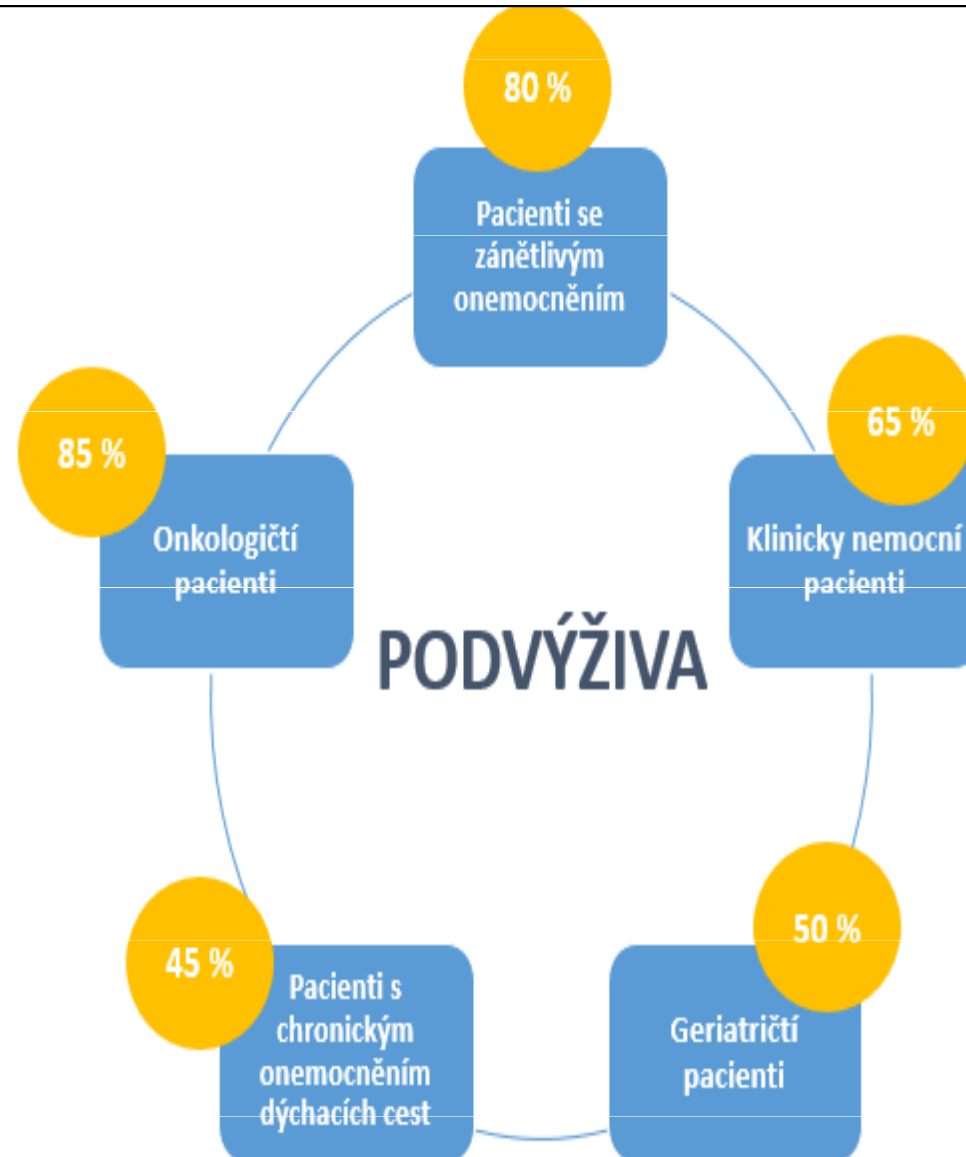 80 %
Pacienti se
zánětlivým
onemocněním
65 %
Klinicky nemocní
pacienti
85 %
Onkologičtí
pacienti
PODVÝŽIVA
50 %
Geriatričtí
pacienti
45 %
Pacienti s
chronickým
onemocněním
dýchacích cest